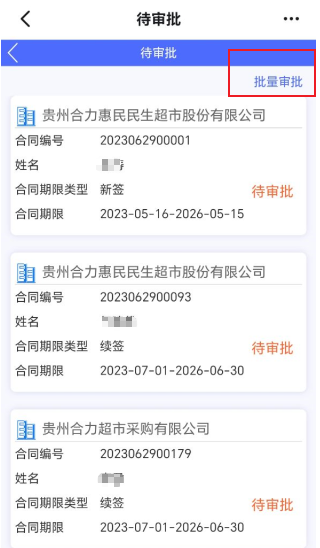 待审批
待审批
批量审批
贵州合力惠民民生超市股份有限公司
合同编号 2023062900001
姓名
合同期限类型 新签 待审批
合同期限 2023-05-16-2026-05-15
贵州合力惠民民生超市股份有限公司
合同编号 2023062900093
姓名
合同期限类型 续签 待审批
合同期限 2023-07-01-2026-06-30
贵州合力超市采购有限公司
合同编号 2023062900179
姓名
合同期限类型 续签 待审批
合同期限 2023-07-01-2026-06-30